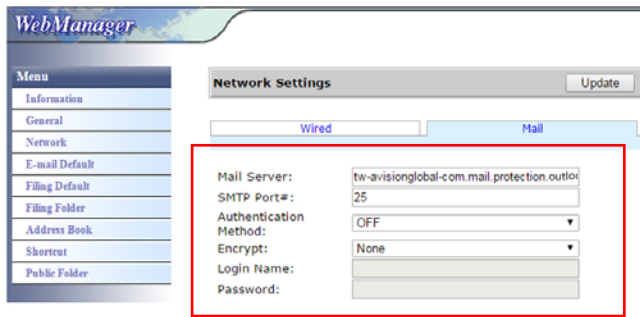 WebManager
Menu
Information
General
Network
E-mail Default
Filing Default
Filing Folder
Address Book
Shortcut
Public Folder
Network Settings
Update
Wired
Mail
Mail Server:
tw-avisionglobal-com.mail.protection.outloo
SMTP Port#:
25
Authentication
Method:
OFF
Encrypt:
None
Login Name:
Password: